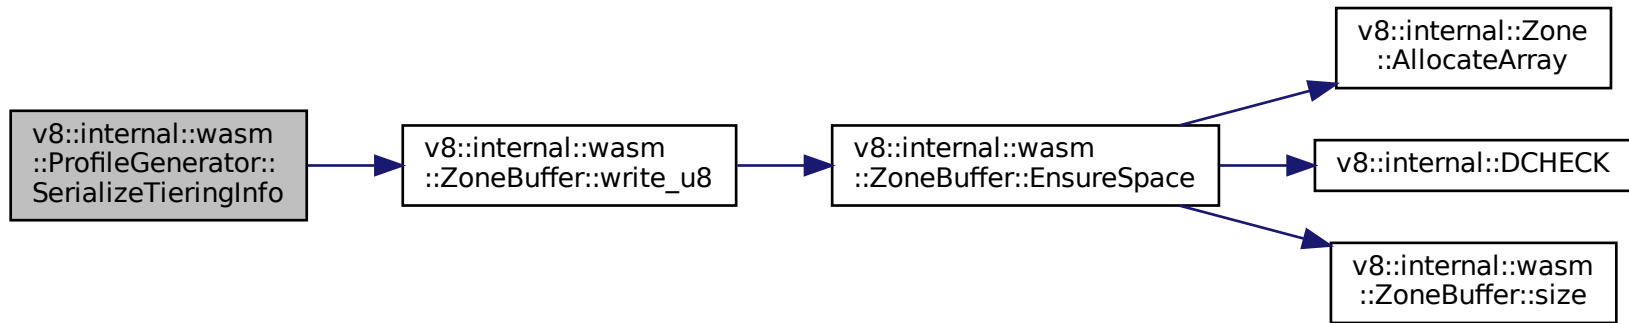 v8::internal::wasm
::ProfileGenerator::
SerializeTieringInfo
v8::internal::wasm
::ZoneBuffer::write_u8
v8::internal::wasm
::ZoneBuffer::EnsureSpace
v8::internal::Zone
::AllocateArray
v8::internal::DCHECK
v8::internal::wasm
::ZoneBuffer::size